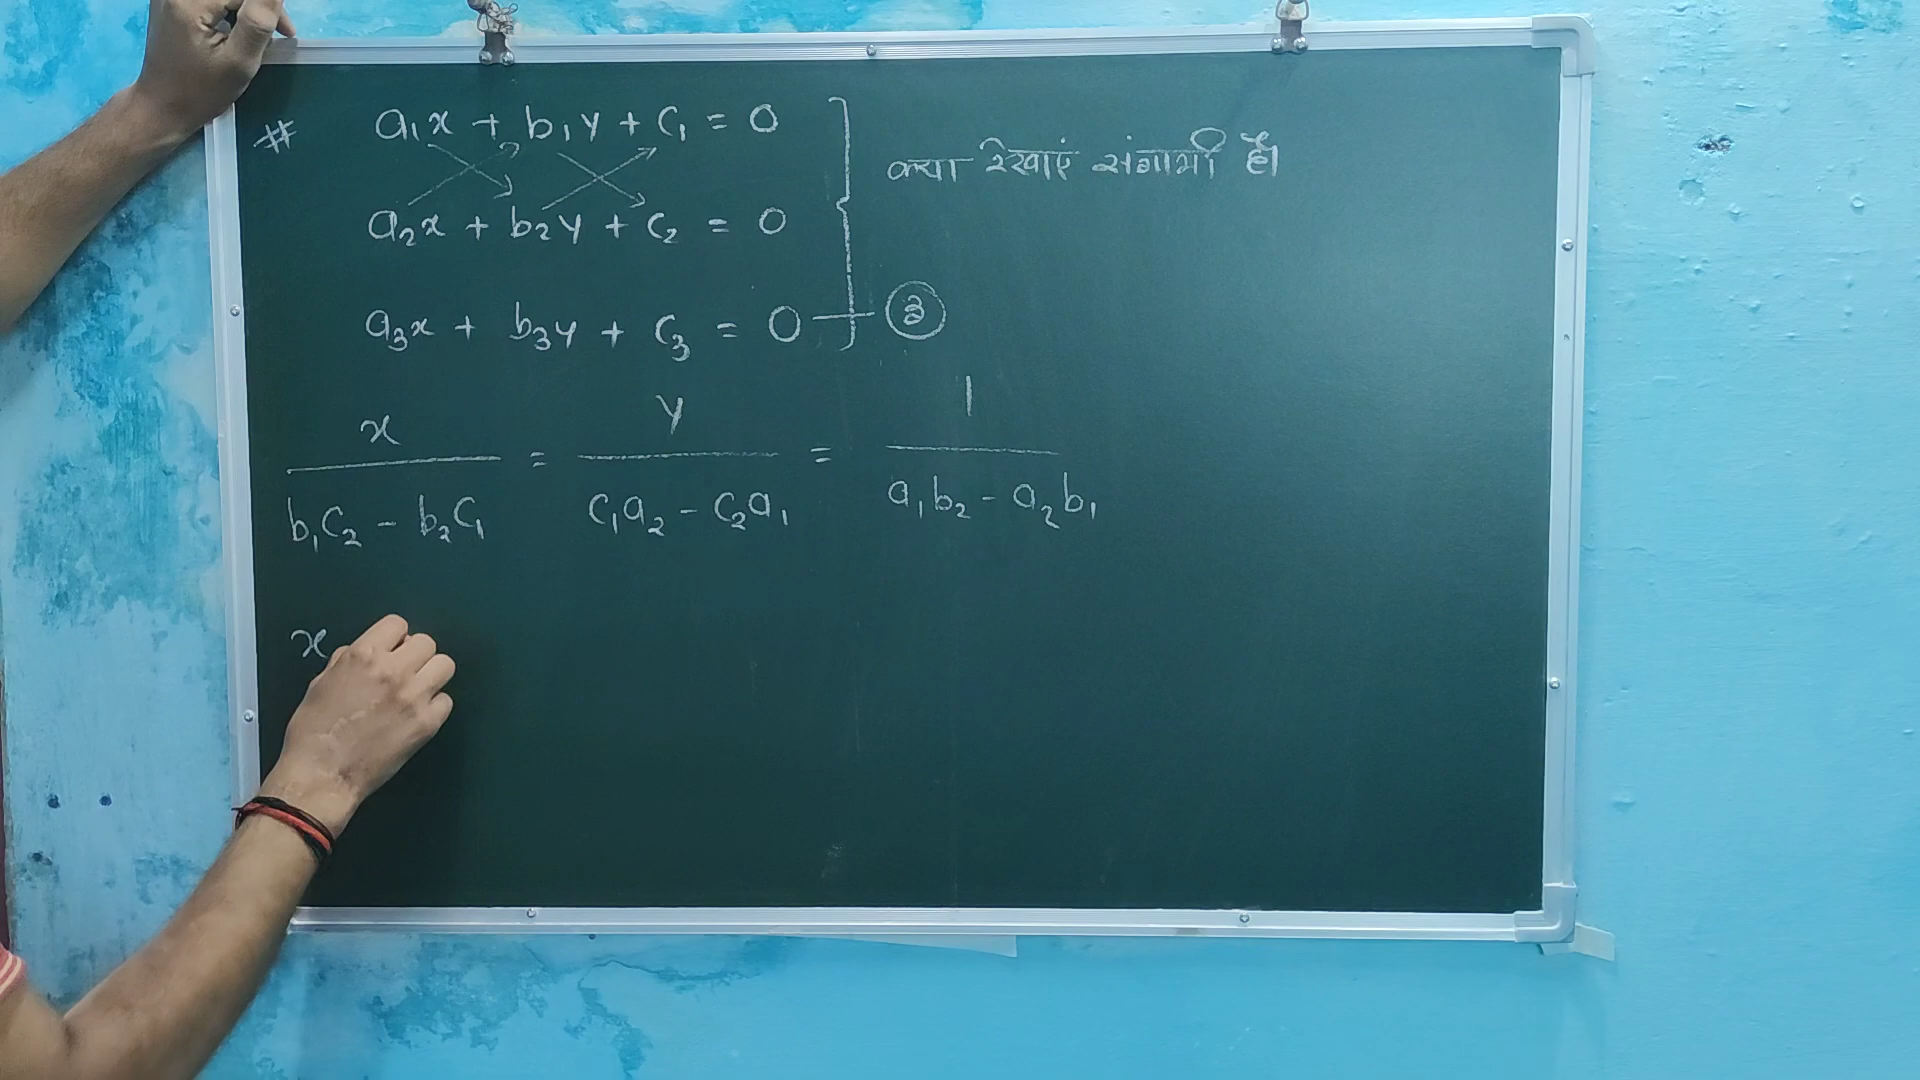 # a₁x + b₁y + c₁ = 0
क्या रेखाएं संगामी है।
a₂x + b₂y + c₂ = 0
a₃x + b₃y + c₃ = 0 — ③
x/(b₁c₂ - b₂c₁) = y/(c₁a₂ - c₂a₁) = 1/(a₁b₂ - a₂b₁)
x